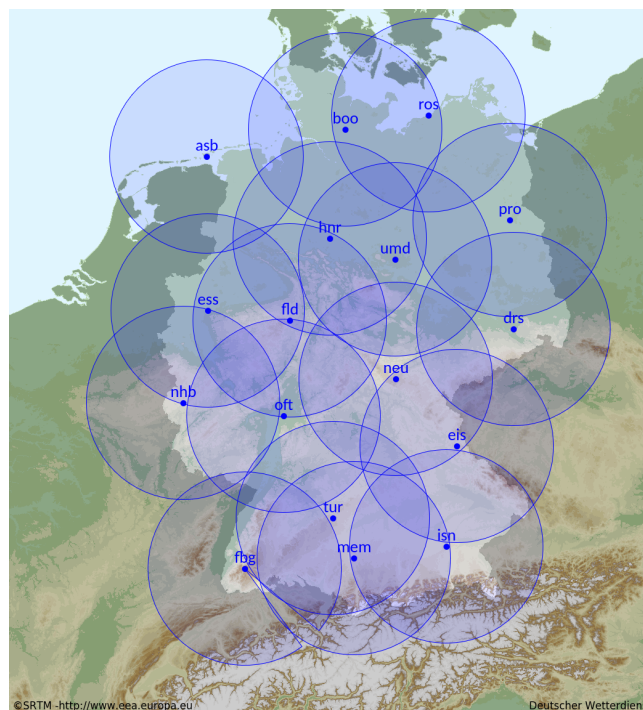 ros
boo
asb
pro
hnr
umd
ess
fld
drs
neu
nhb
oft
eis
tur
isn
mem
fbg
©SRTM -http://www.eea.europa.eu
Deutscher Wetterdien